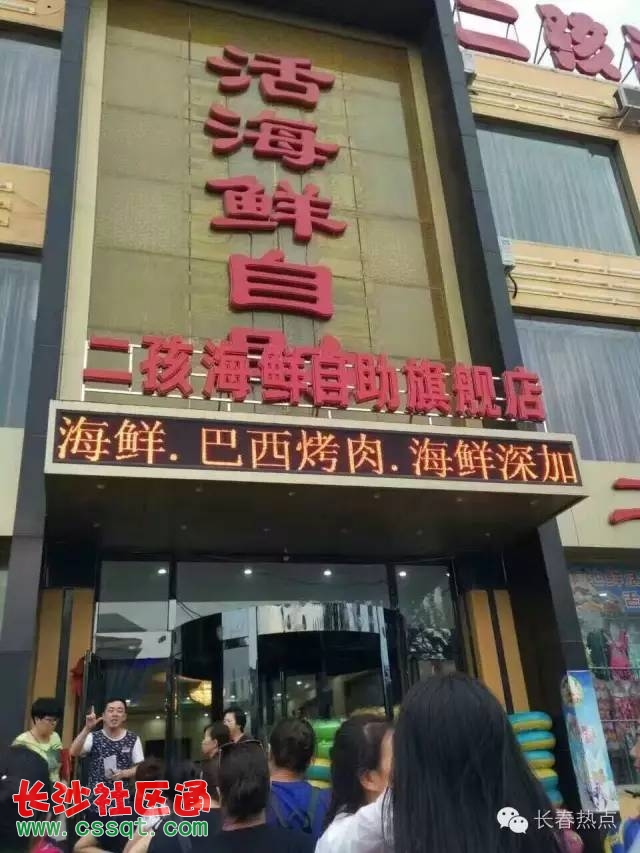 二孩
活海鲜自
二孩海鲜自助旗舰店
海鲜.巴西烤肉.海鲜深加
二
长沙社区通
www.cssqt.com
长春热点